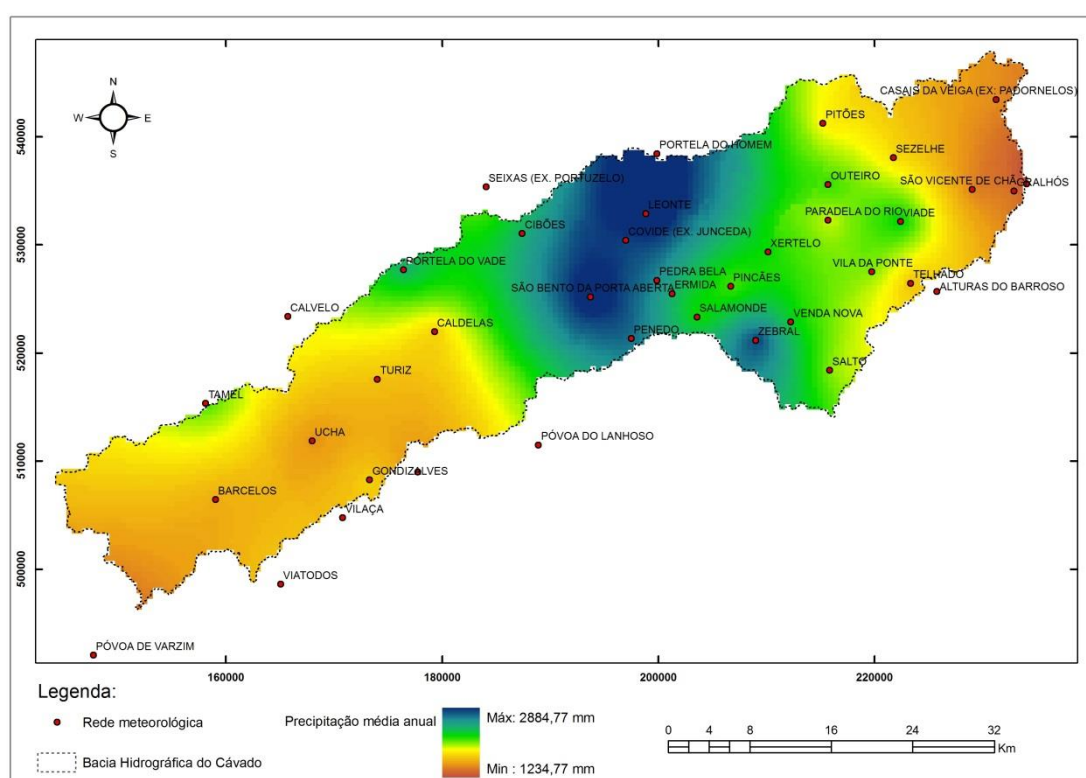 N
W E
S
CASAIS DA VEIGA (EX: PADORNELOS)
PITÕES
540000
PORTELA DO HOMEM
SEZELHE
SEIXAS (EX. PORTUZELO)
OUTEIRO
SÃO VICENTE DE CHÃ
GRALHÓS
LEONTE
PARADELA DO RIO
VIADE
CIBÕES
COVIDE (EX. JUNCEDA)
530000
XERTELO
PORTELA DO VADE
VILA DA PONTE
PEDRA BELA
PINCÃES
TELHADO
SÃO BENTO DA PORTA ABERTA
ERMIDA
ALTURAS DO BARROSO
CALVELO
SALAMONDE
VENDA NOVA
CALDELAS
PENEDO
ZEBRAL
520000
SALTO
TURIZ
TAMEL
UCHA
PÓVOA DO LANHOSO
510000
GONDIZALVES
BARCELOS
VILAÇA
500000
VIATODOS
PÓVOA DE VARZIM
160000 180000 200000 220000
Legenda:
Rede meteorológica
Precipitação média anual
Máx: 2884,77 mm
0 4 8 16 24 32
Km
Bacia Hidrográfica do Cávado
Min : 1234,77 mm